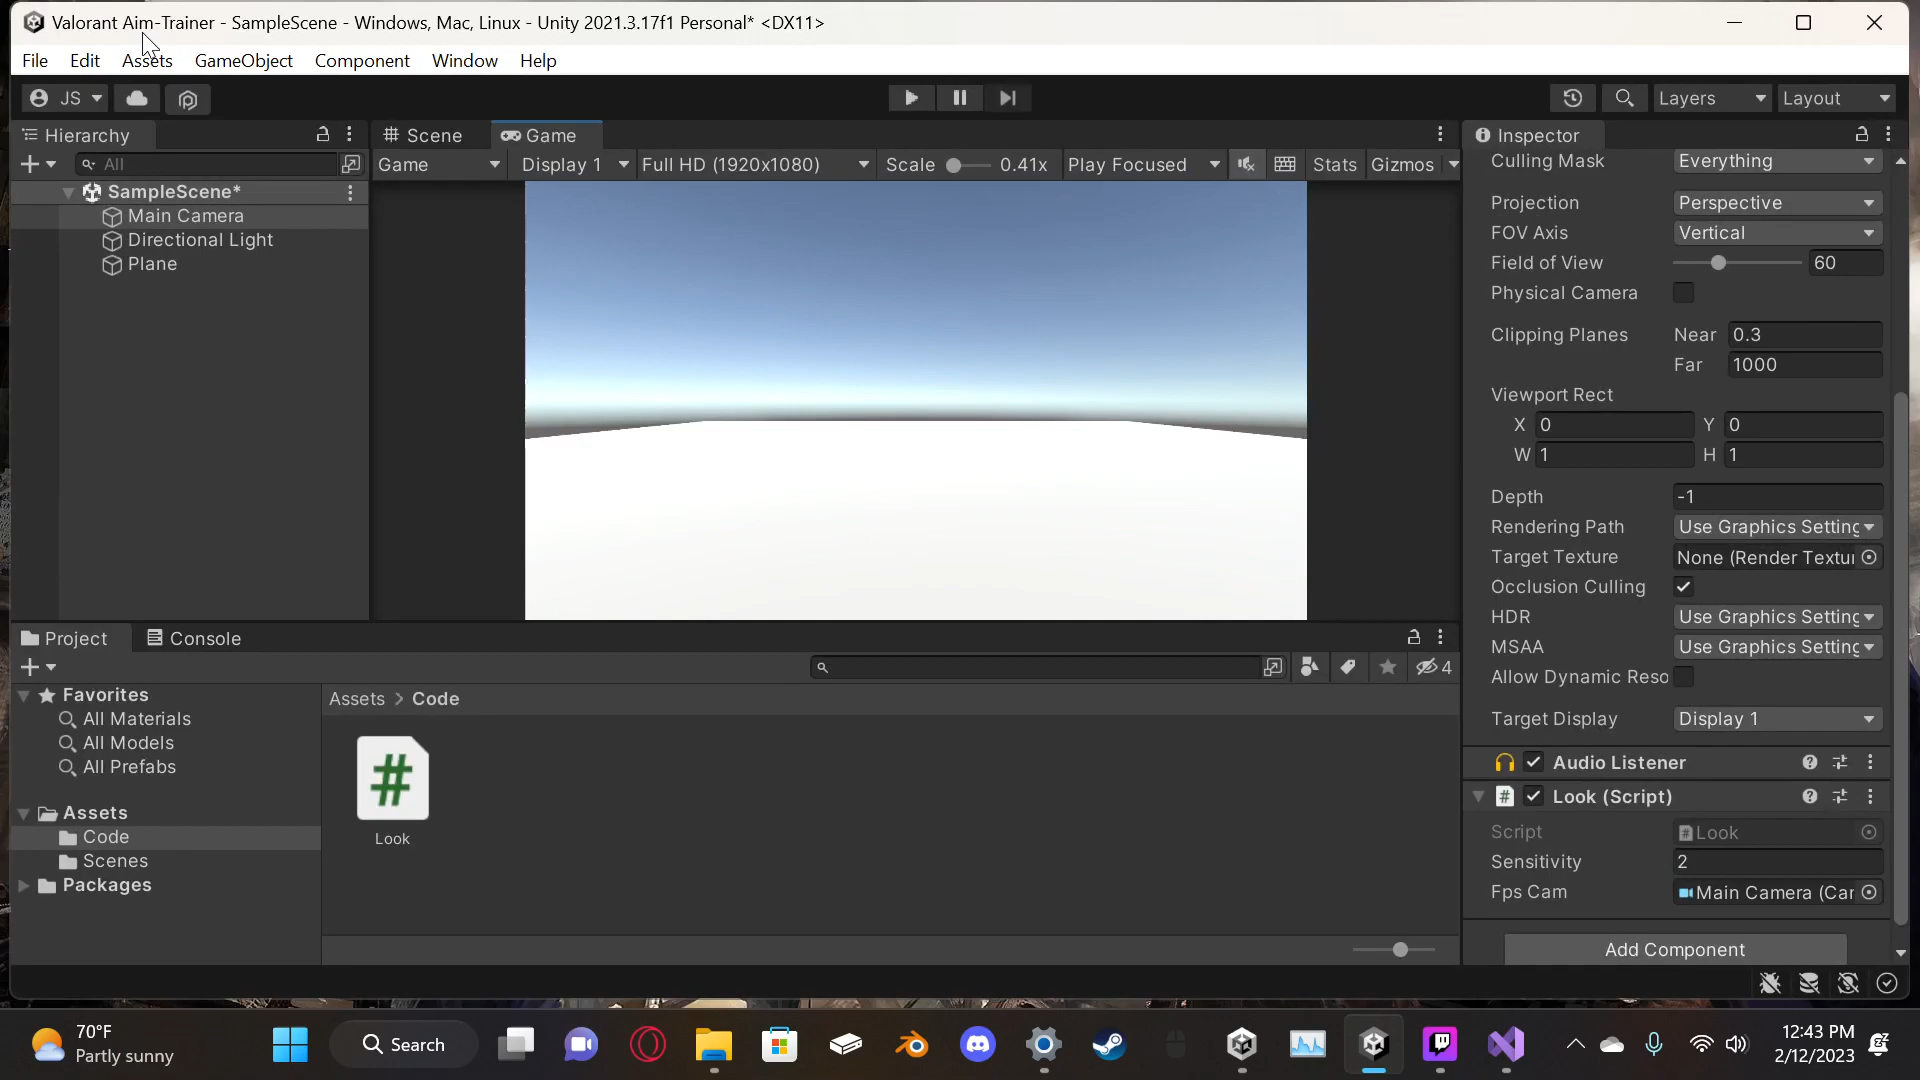 Valorant Aim-Trainer - SampleScene - Windows, Mac, Linux - Unity 2021.3.17f1 Personal* <DX11>
File Edit Assets GameObject Component Window Help
JS Layers Layout
Hierarchy Scene Game Inspector
All Game Display 1 Full HD (1920x1080) Scale 0.41x Play Focused Stats Gizmos
Culling Mask Everything
SampleScene*
Main Camera
Directional Light
Plane
Projection Perspective
FOV Axis Vertical
Field of View 60
Physical Camera
Clipping Planes Near 0.3
Far 1000
Viewport Rect
X 0 Y 0
W 1 H 1
Depth -1
Rendering Path Use Graphics Setting
Target Texture None (Render Textur
Occlusion Culling
HDR Use Graphics Setting
MSAA Use Graphics Setting
Allow Dynamic Reso
Target Display Display 1
Audio Listener
# Look (Script)
Script Look
Sensitivity 2
Fps Cam Main Camera (Car
Add Component
Project Console
4
Favorites
All Materials
All Models
All Prefabs
Assets
Code
Scenes
Packages
Assets > Code
#
Look
70°F
Partly sunny
Search
12:43 PM
2/12/2023